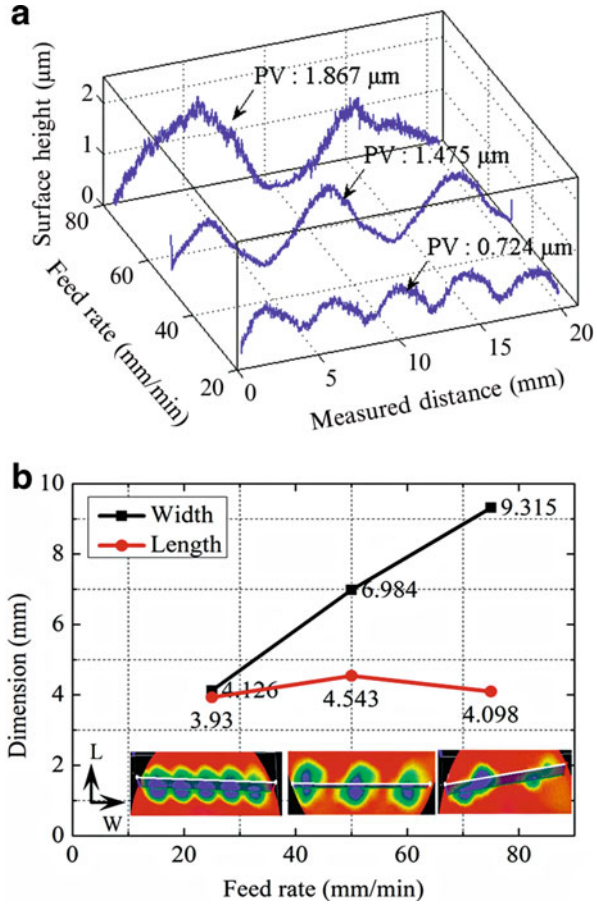 a
Surface height (μm)
2
1
0
PV : 1.867 μm
PV : 1.475 μm
PV : 0.724 μm
80
60
40
20
Feed rate (mm/min)
0
5
10
15
20
Measured distance (mm)
b
Dimension (mm)
10
8
6
4
2
0
Width
Length
9.315
6.984
4.126
3.93
4.543
4.098
L
W
0
20
40
60
80
Feed rate (mm/min)